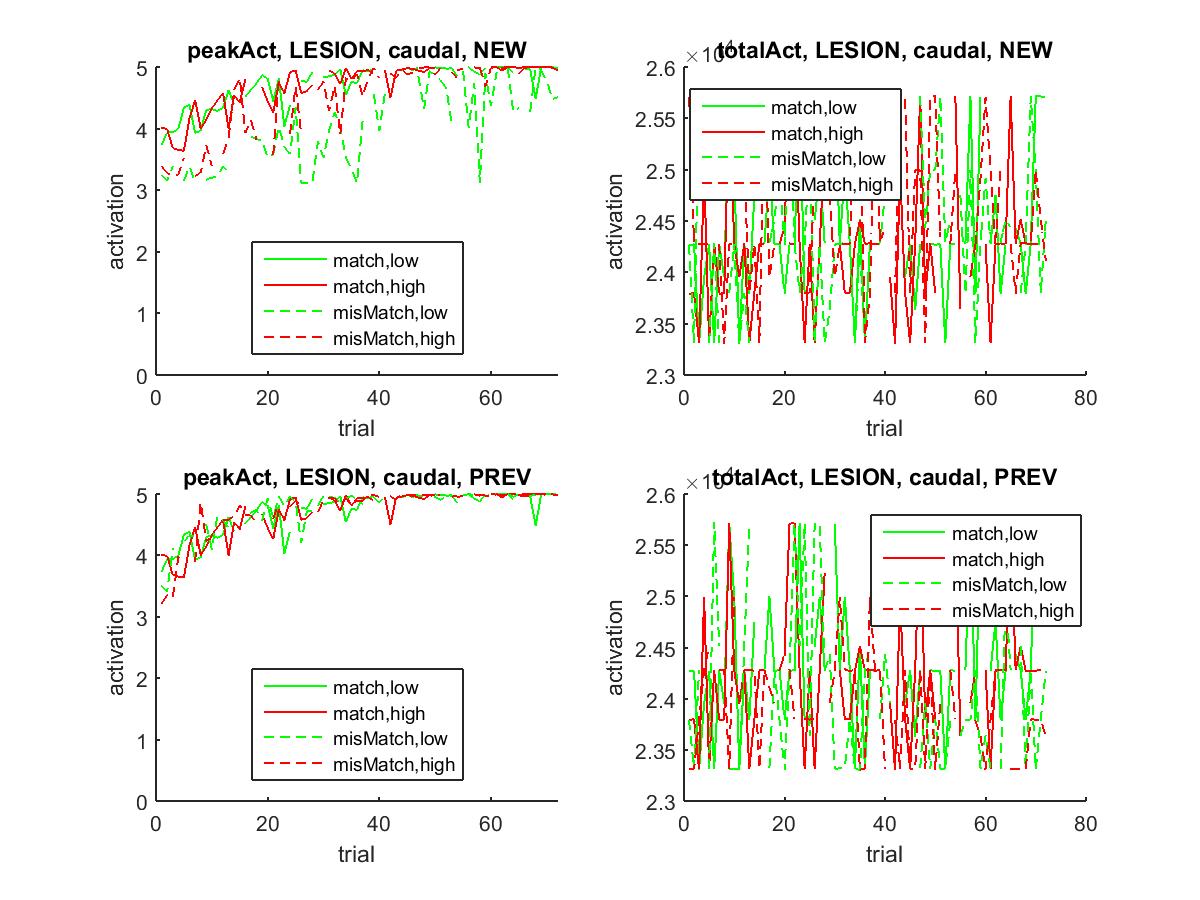 peakAct, LESION, caudal, NEW
5
4
3
2
1
0
activation
match,low
match,high
misMatch,low
misMatch,high
0 20 40 60
trial
×10^4
totalAct, LESION, caudal, NEW
2.6
2.55
2.5
2.45
2.4
2.35
2.3
activation
match,low
match,high
misMatch,low
misMatch,high
0 20 40 60 80
trial
peakAct, LESION, caudal, PREV
5
4
3
2
1
0
activation
match,low
match,high
misMatch,low
misMatch,high
0 20 40 60
trial
×10^4
totalAct, LESION, caudal, PREV
2.6
2.55
2.5
2.45
2.4
2.35
2.3
activation
match,low
match,high
misMatch,low
misMatch,high
0 20 40 60 80
trial